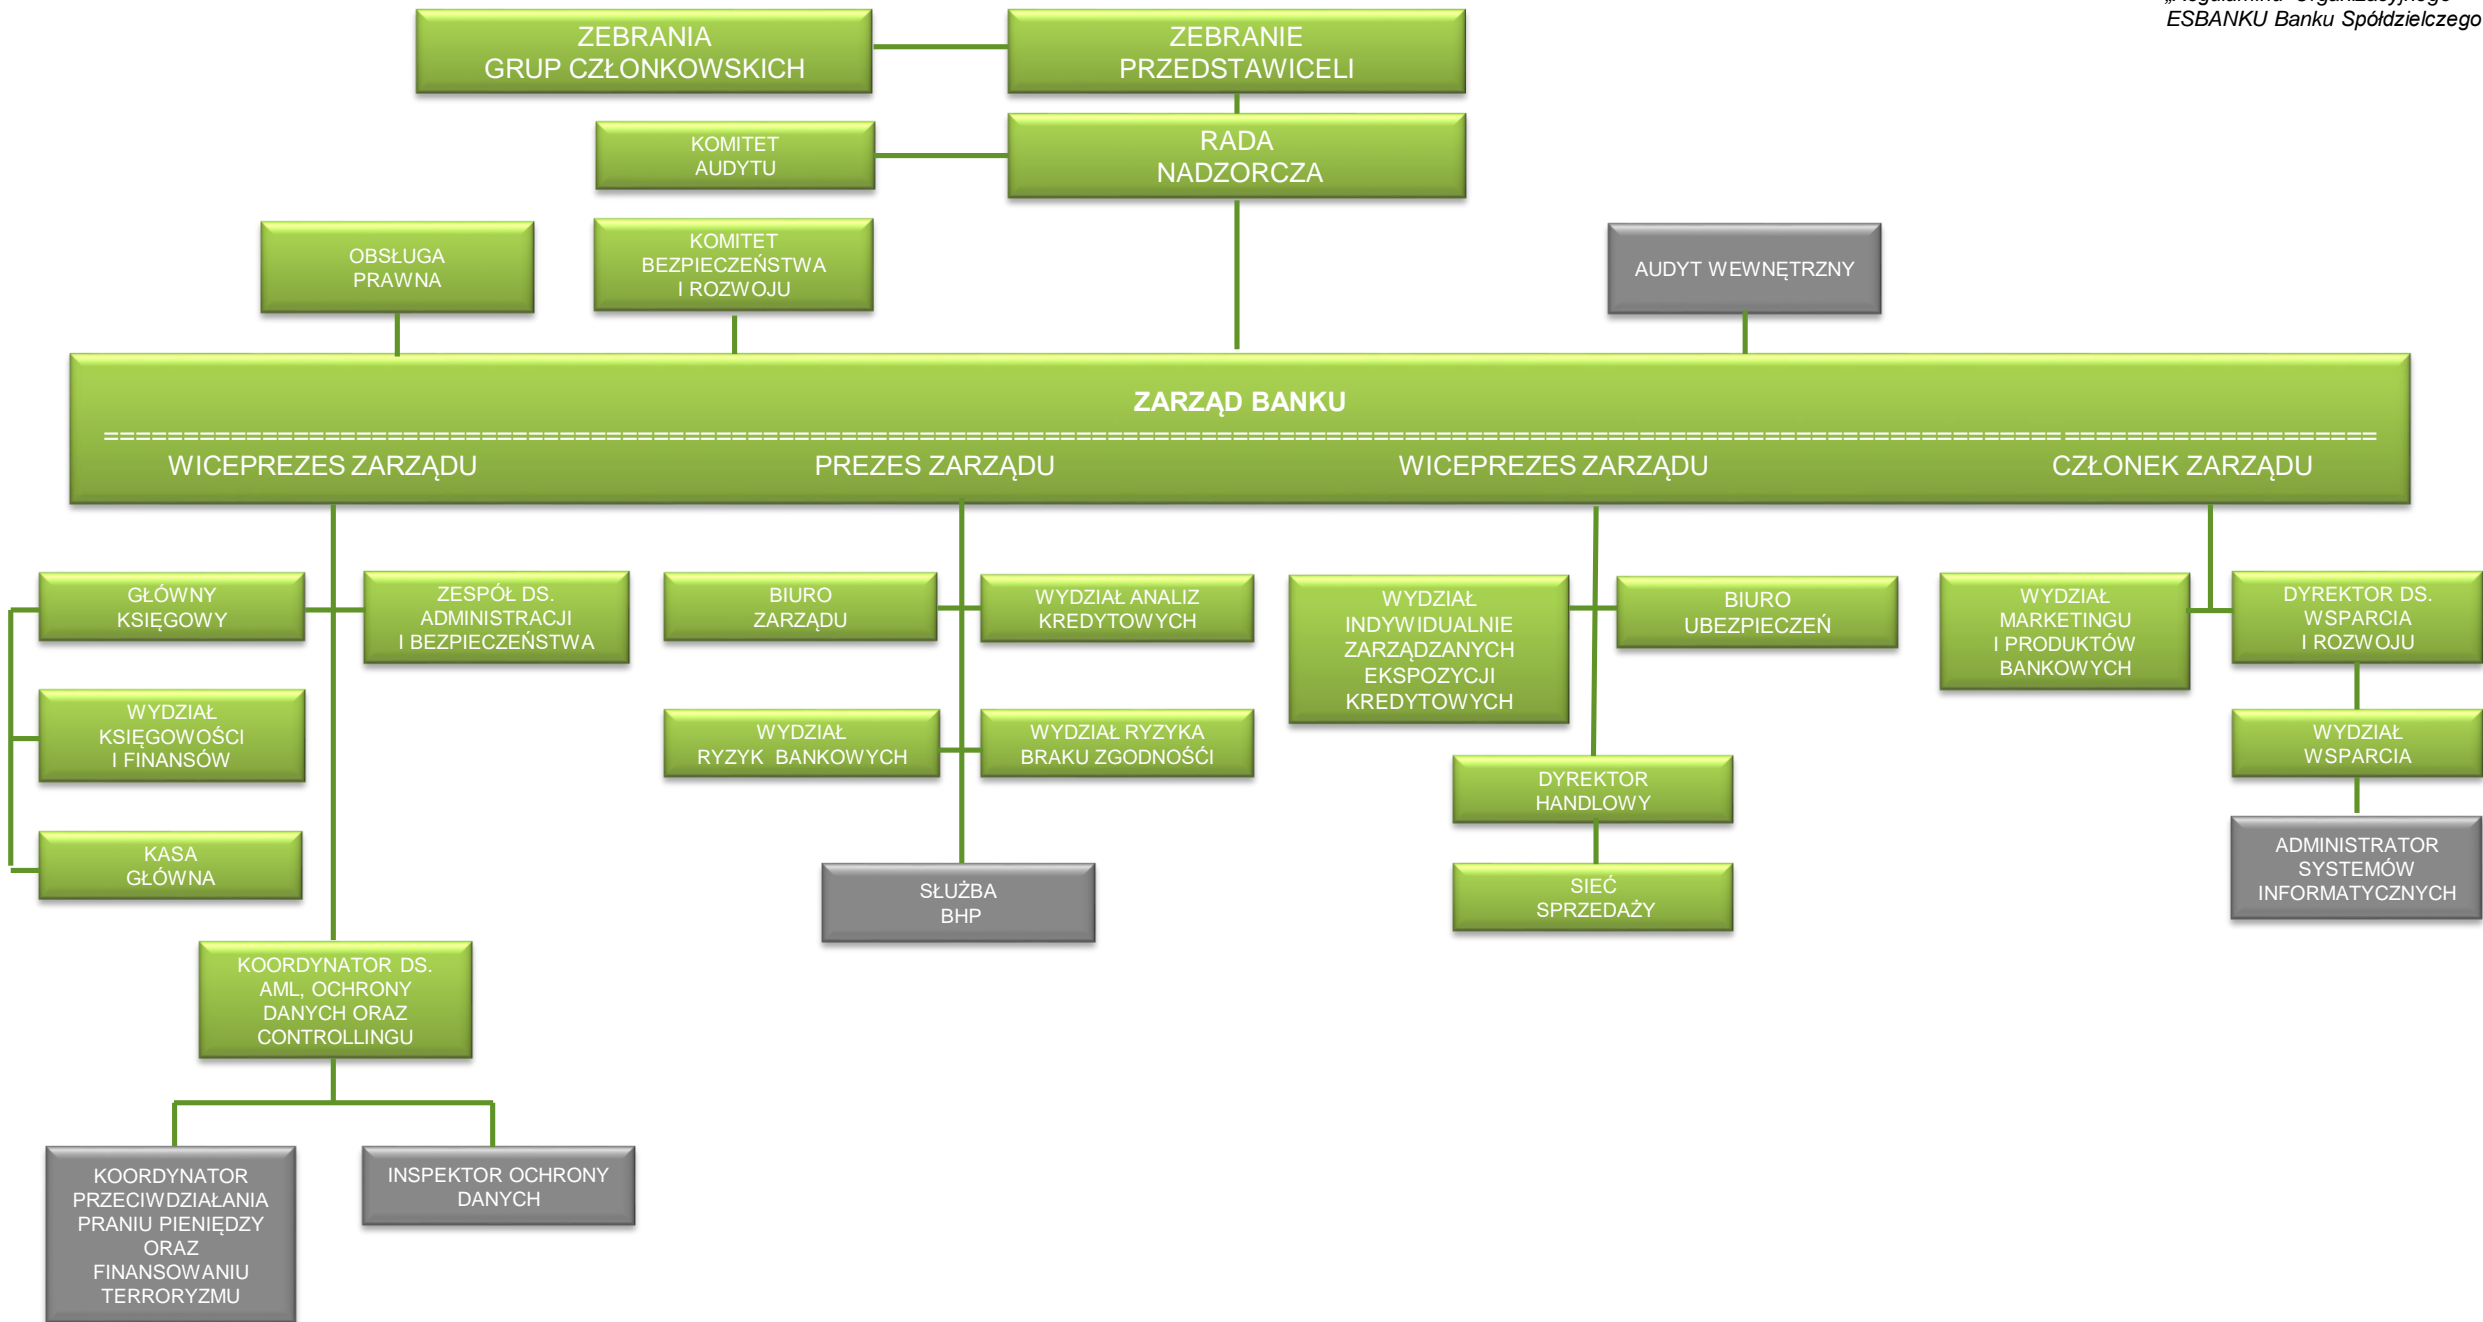 „Regulaminu Organizacyjnego
ESBANKU Banku Spółdzielczego
ZEBRANIA
GRUP CZŁONKOWSKICH
ZEBRANIE
PRZEDSTAWICELI
KOMITET
AUDYTU
RADA
NADZORCZA
OBSŁUGA
PRAWNA
KOMITET
BEZPIECZEŃSTWA
I ROZWOJU
AUDYT WEWNĘTRZNY
ZARZĄD BANKU
WICEPREZES ZARZĄDU
PREZES ZARZĄDU
WICEPREZES ZARZĄDU
CZŁONEK ZARZĄDU
GŁÓWNY
KSIĘGOWY
ZESPÓŁ DS.
ADMINISTRACJI
I BEZPIECZEŃSTWA
BIURO
ZARZĄDU
WYDZIAŁ ANALIZ
KREDYTOWYCH
WYDZIAŁ
INDYWIDUALNIE
ZARZĄDZANYCH
EKSPOZYCJI
KREDYTOWYCH
BIURO
UBEZPIECZEŃ
WYDZIAŁ
MARKETINGU
I PRODUKTÓW
BANKOWYCH
DYREKTOR DS.
WSPARCIA
I ROZWOJU
WYDZIAŁ
KSIĘGOWOŚCI
I FINANSÓW
WYDZIAŁ
RYZYK  BANKOWYCH
WYDZIAŁ RYZYKA
BRAKU ZGODNOŚĆI
DYREKTOR
HANDLOWY
WYDZIAŁ
WSPARCIA
KASA
GŁÓWNA
SŁUŻBA
BHP
SIEĆ
SPRZEDAŻY
ADMINISTRATOR
SYSTEMÓW
INFORMATYCZNYCH
KOORDYNATOR DS.
AML, OCHRONY
DANYCH ORAZ
CONTROLLINGU
KOORDYNATOR
PRZECIWDZIAŁANIA
PRANIU PIENIĘDZY
ORAZ
FINANSOWANIU
TERRORYZMU
INSPEKTOR OCHRONY
DANYCH